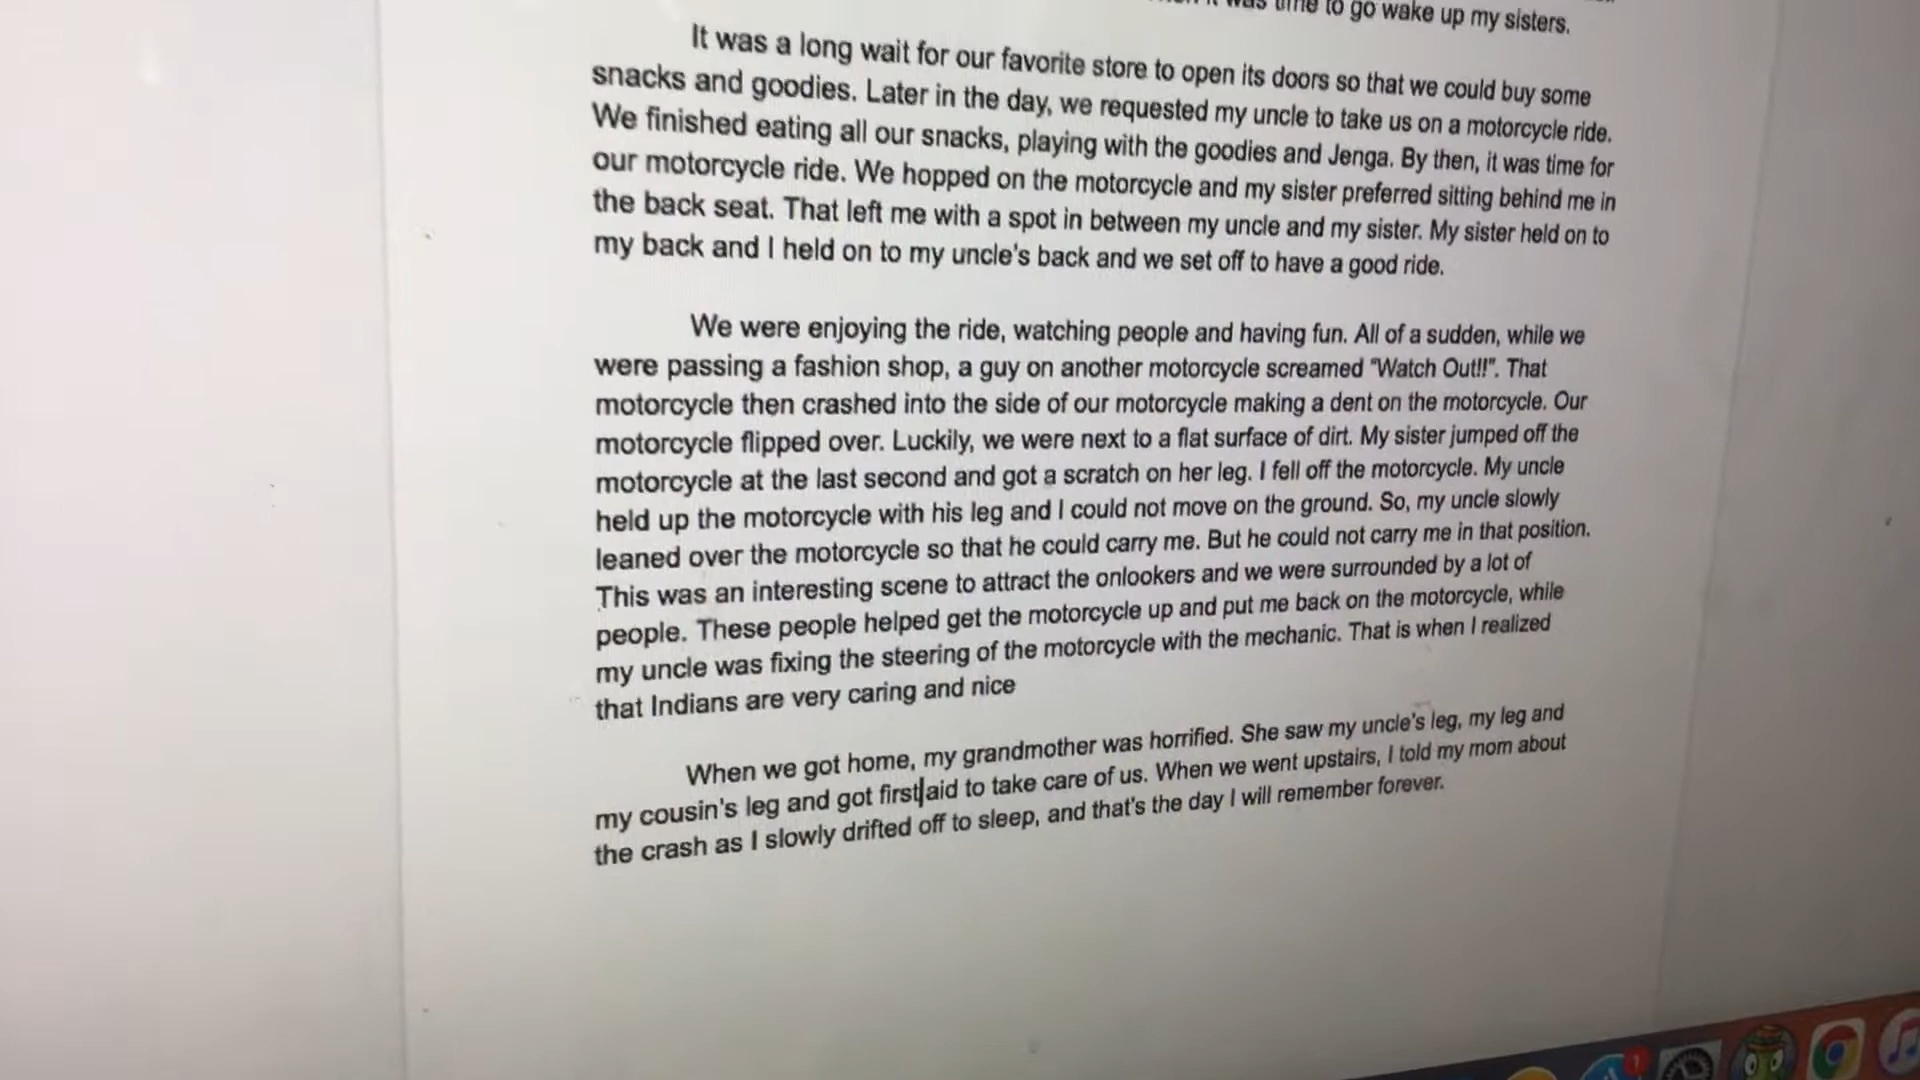 was time to go wake up my sisters.
It was a long wait for our favorite store to open its doors so that we could buy some
snacks and goodies. Later in the day, we requested my uncle to take us on a motorcycle ride.
We finished eating all our snacks, playing with the goodies and Jenga. By then, it was time for
our motorcycle ride. We hopped on the motorcycle and my sister preferred sitting behind me in
the back seat. That left me with a spot in between my uncle and my sister. My sister held on to
my back and I held on to my uncle's back and we set off to have a good ride.
We were enjoying the ride, watching people and having fun. All of a sudden, while we
were passing a fashion shop, a guy on another motorcycle screamed "Watch Out!!". That
motorcycle then crashed into the side of our motorcycle making a dent on the motorcycle. Our
motorcycle flipped over. Luckily, we were next to a flat surface of dirt. My sister jumped off the
motorcycle at the last second and got a scratch on her leg. I fell off the motorcycle. My uncle
held up the motorcycle with his leg and I could not move on the ground. So, my uncle slowly
leaned over the motorcycle so that he could carry me. But he could not carry me in that position.
This was an interesting scene to attract the onlookers and we were surrounded by a lot of
people. These people helped get the motorcycle up and put me back on the motorcycle, while
my uncle was fixing the steering of the motorcycle with the mechanic. That is when I realized
that Indians are very caring and nice
When we got home, my grandmother was horrified. She saw my uncle's leg, my leg and
my cousin's leg and got first aid to take care of us. When we went upstairs, I told my mom about
the crash as I slowly drifted off to sleep, and that's the day I will remember forever.
1